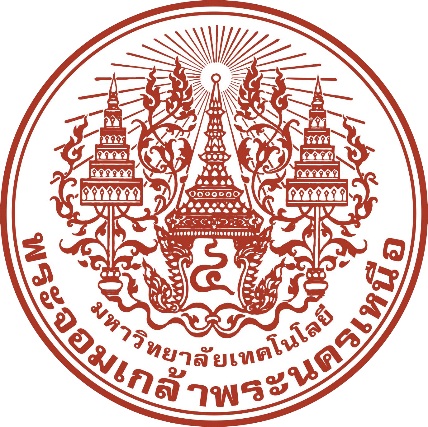 ๔
มหาวิทยาลัยเทคโนโลยี
พระจอมเกล้าพระนครเหนือ